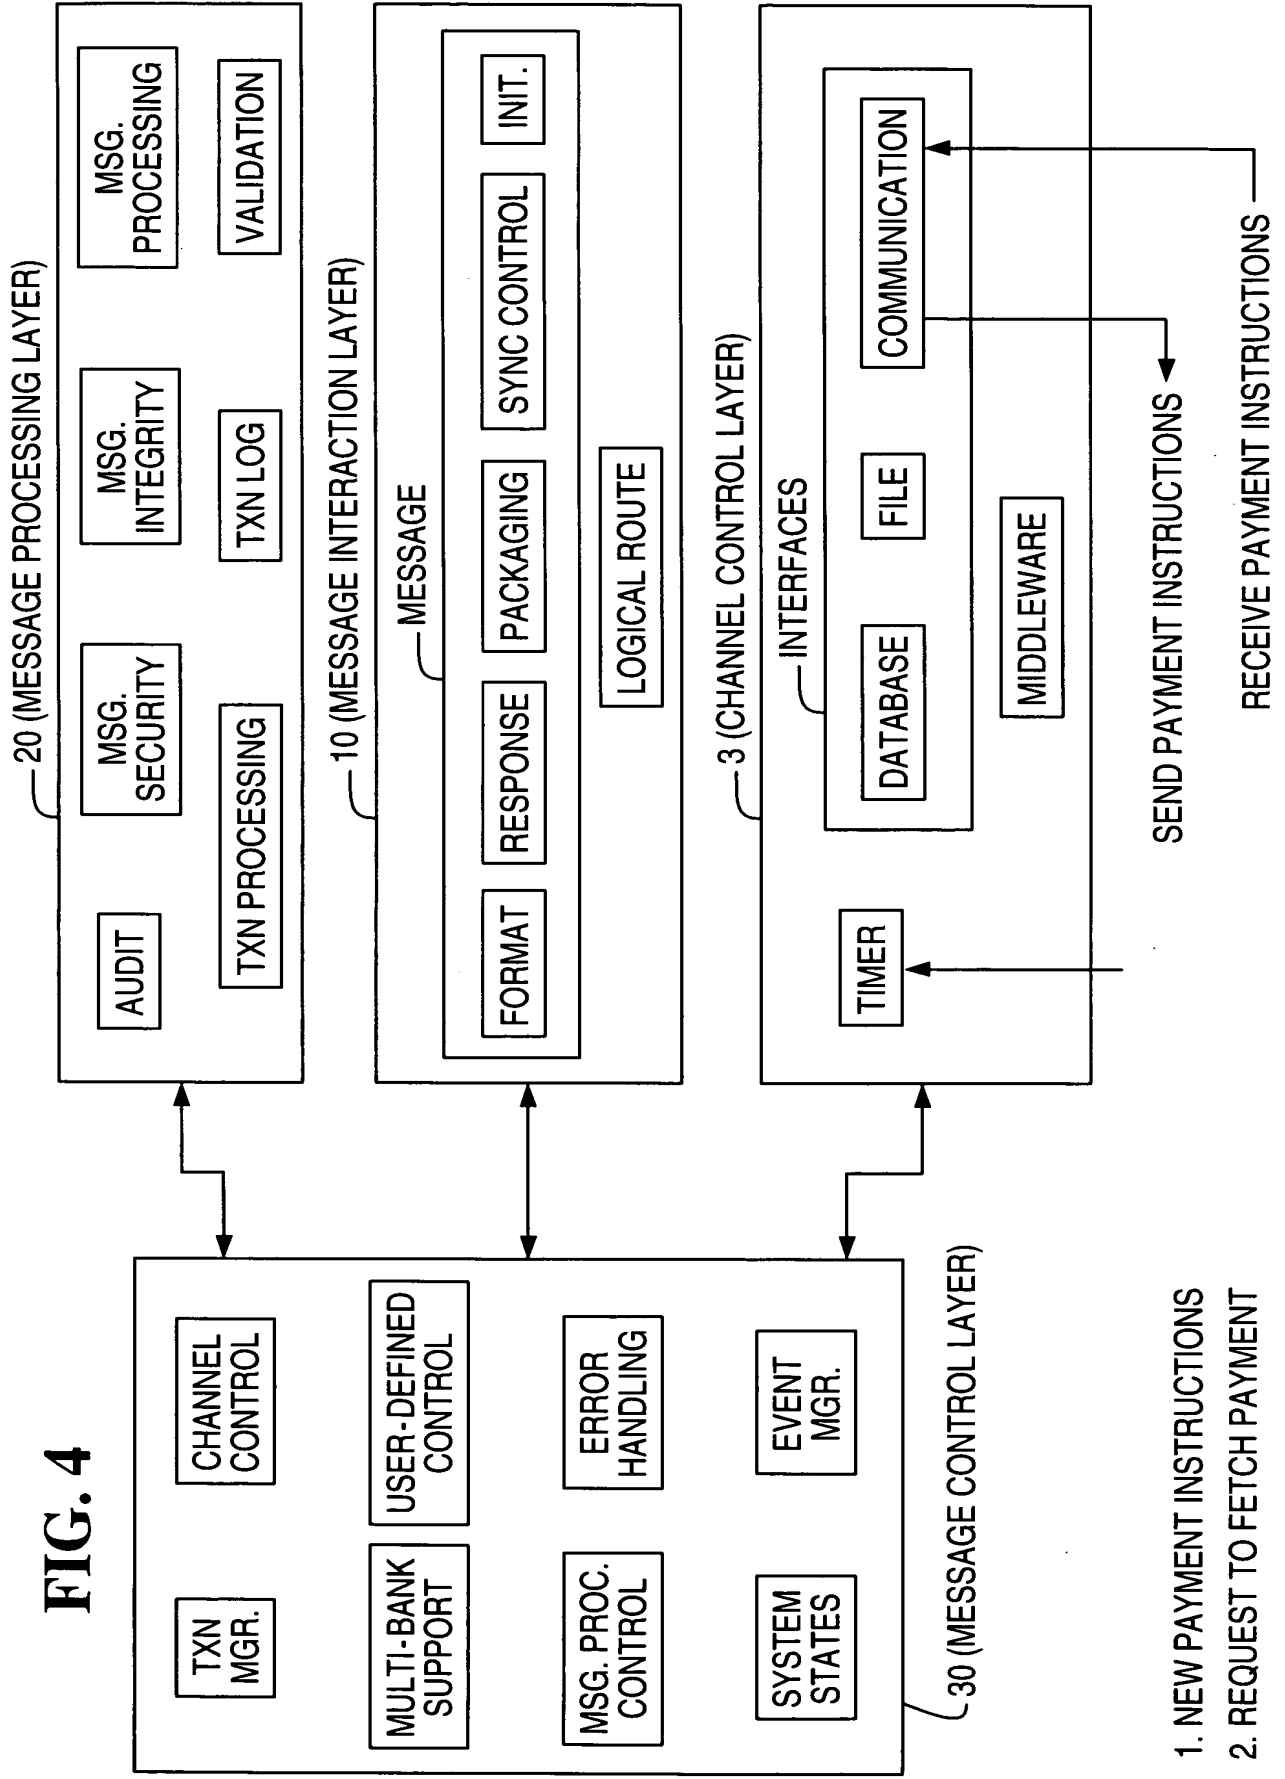 FIG. 4
TXN
MGR.
CHANNEL
CONTROL
MULTI-BANK
SUPPORT
USER-DEFINED
CONTROL
MSG. PROC.
CONTROL
ERROR
HANDLING
SYSTEM
STATES
EVENT
MGR.
30 (MESSAGE CONTROL LAYER)
20 (MESSAGE PROCESSING LAYER)
AUDIT
MSG.
SECURITY
MSG.
INTEGRITY
MSG.
PROCESSING
TXN PROCESSING
TXN LOG
VALIDATION
10 (MESSAGE INTERACTION LAYER)
MESSAGE
FORMAT
RESPONSE
PACKAGING
SYNC CONTROL
INIT.
LOGICAL ROUTE
3 (CHANNEL CONTROL LAYER)
INTERFACES
TIMER
DATABASE
FILE
COMMUNICATION
MIDDLEWARE
SEND PAYMENT INSTRUCTIONS
RECEIVE PAYMENT INSTRUCTIONS
1. NEW PAYMENT INSTRUCTIONS
2. REQUEST TO FETCH PAYMENT